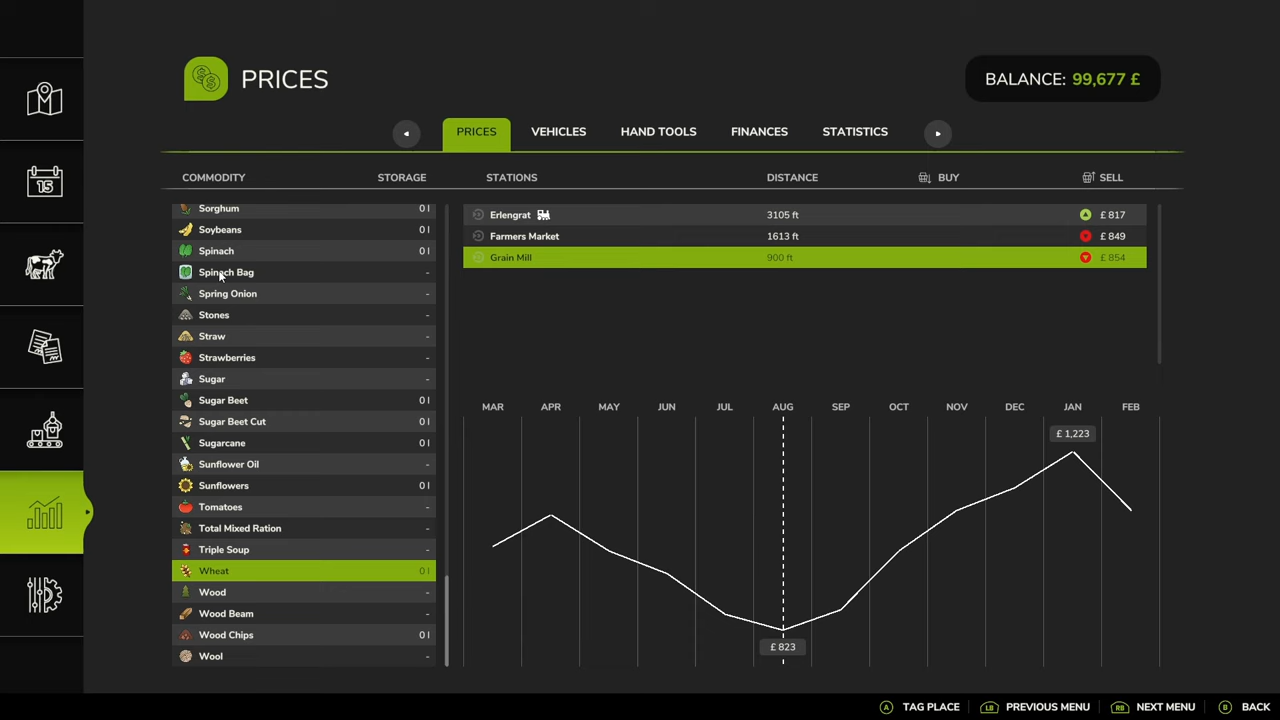 PRICES
BALANCE: 99,677 £
PRICES VEHICLES HAND TOOLS FINANCES STATISTICS
COMMODITY STORAGE STATIONS DISTANCE BUY SELL
Sorghum 0 l
Soybeans 0 l
Spinach 0 l
Spinach Bag -
Spring Onion -
Stones -
Straw -
Strawberries -
Sugar -
Sugar Beet 0 l
Sugar Beet Cut 0 l
Sugarcane 0 l
Sunflower Oil -
Sunflowers 0 l
Tomatoes -
Total Mixed Ration -
Triple Soup -
Wheat 0 l
Wood -
Wood Beam -
Wood Chips 0 l
Wool -
Erlengrat 3105 ft £ 817
Farmers Market 1613 ft £ 849
Grain Mill 900 ft £ 854
MAR APR MAY JUN JUL AUG SEP OCT NOV DEC JAN FEB
£ 1,223
£ 823
15
A TAG PLACE LB PREVIOUS MENU RB NEXT MENU B BACK